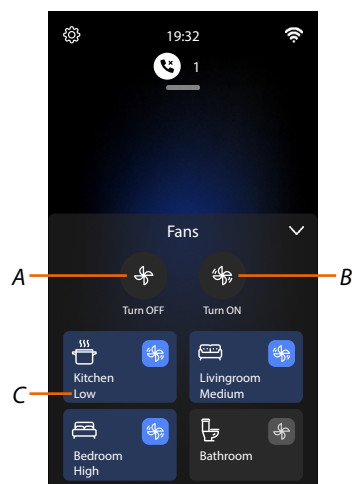 19:32
1
Fans
A
B
Turn OFF
Turn ON
Kitchen
Low
Livingroom
Medium
C
Bedroom
High
Bathroom